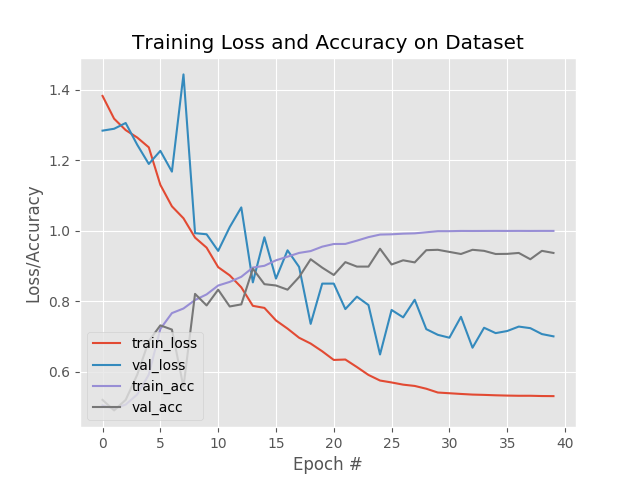 Training Loss and Accuracy on Dataset
Loss/Accuracy
1.4
1.2
1.0
0.8
0.6
train_loss
val_loss
train_acc
val_acc
0 5 10 15 20 25 30 35 40
Epoch #